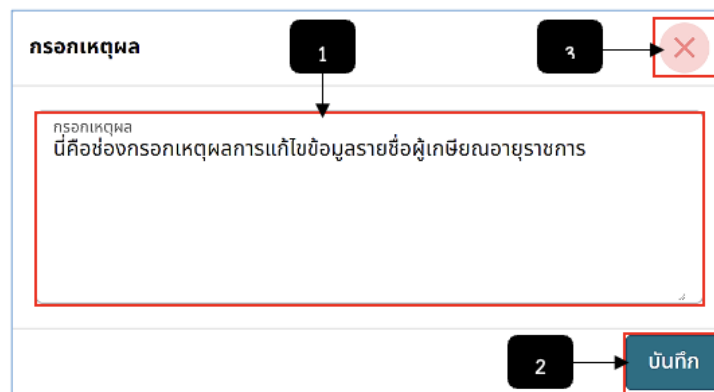 กรอกเหตุผล
1
3
กรอกเหตุผล
นี่คือช่องกรอกเหตุผลการแก้ไขข้อมูลรายชื่อผู้เกษียณอายุราชการ
2
บันทึก